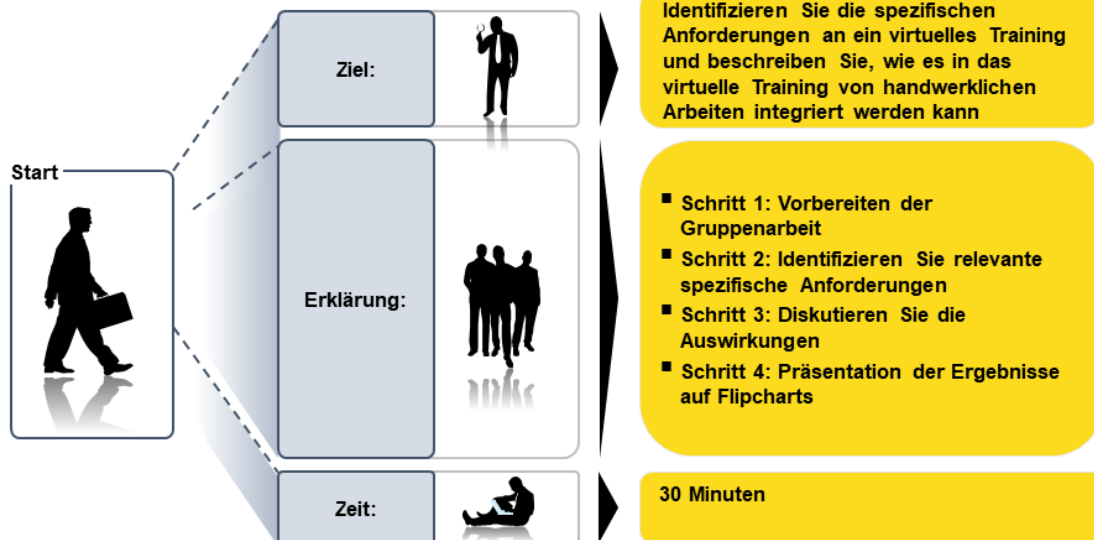 Start
Ziel:
Identifizieren Sie die spezifischen
Anforderungen an ein virtuelles Training
und beschreiben Sie, wie es in das
virtuelle Training von handwerklichen
Arbeiten integriert werden kann
Erklärung:
▪ Schritt 1: Vorbereiten der
Gruppenarbeit
▪ Schritt 2: Identifizieren Sie relevante
spezifische Anforderungen
▪ Schritt 3: Diskutieren Sie die
Auswirkungen
▪ Schritt 4: Präsentation der Ergebnisse
auf Flipcharts
Zeit:
30 Minuten